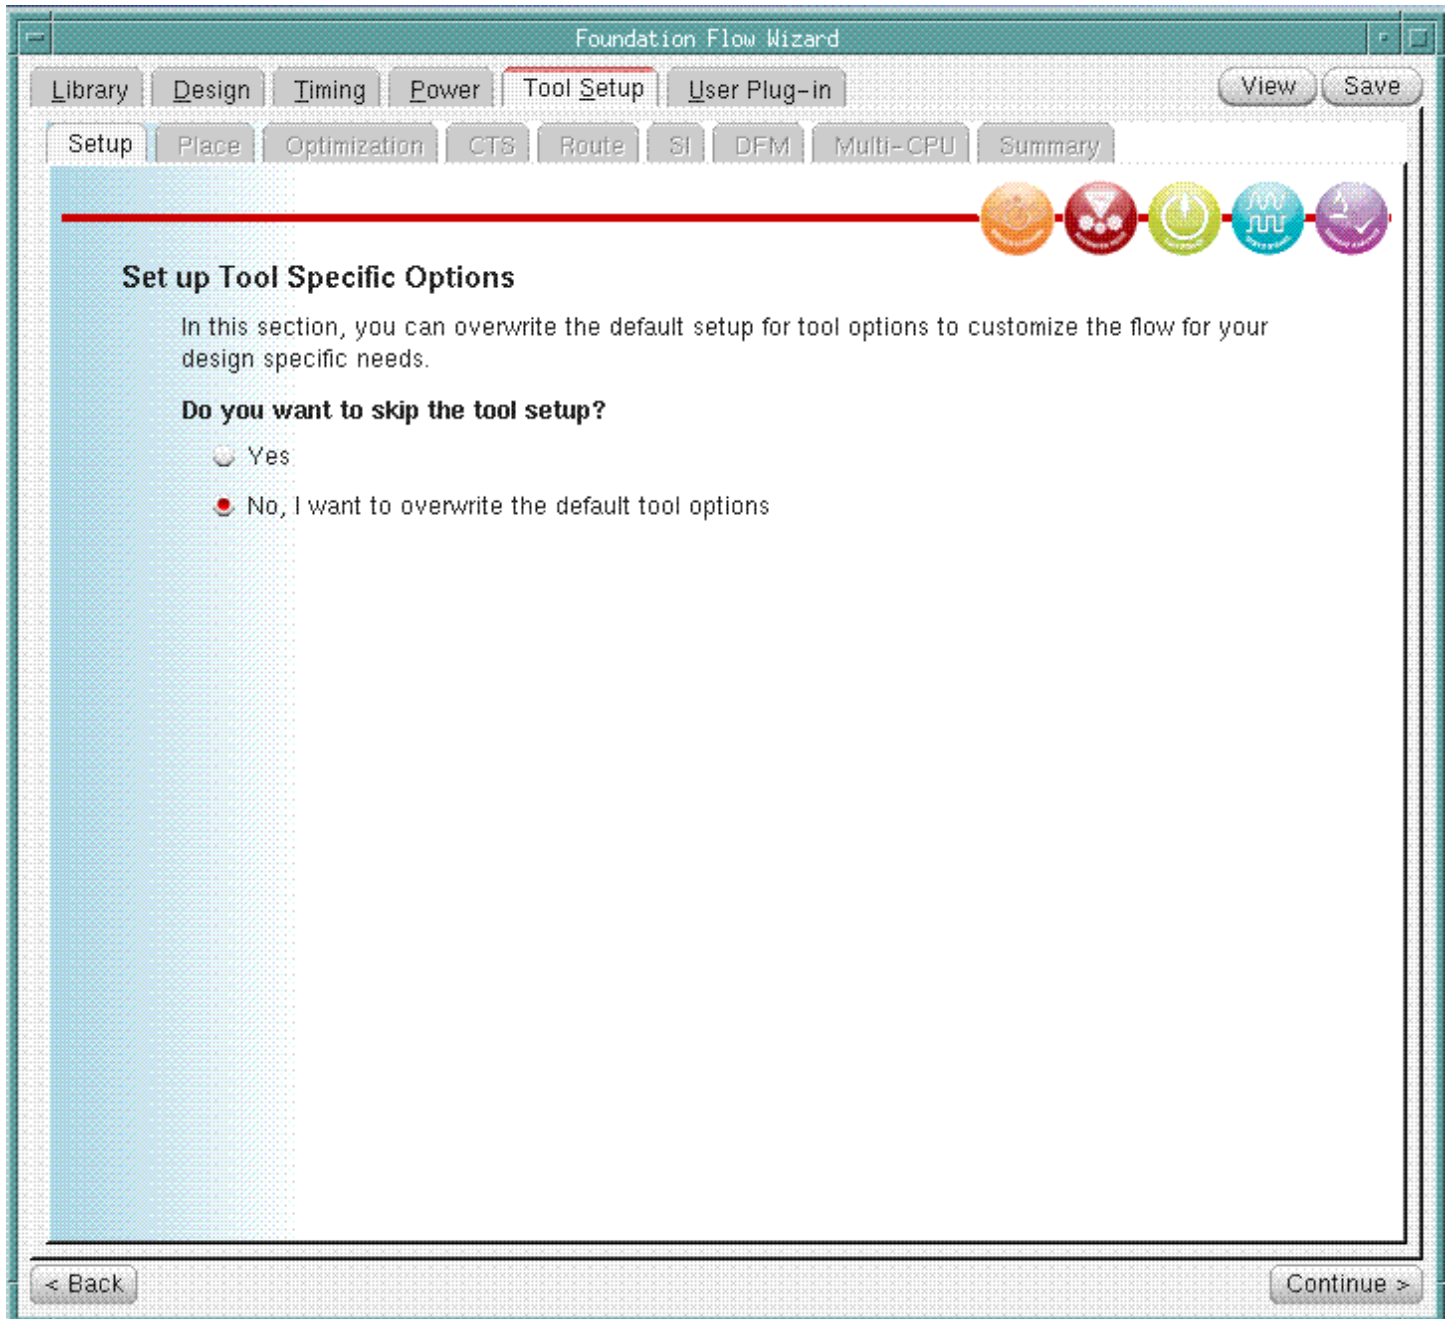 Foundation Flow Wizard
Library Design Timing Power Tool Setup User Plug-in View Save
Setup Place Optimization CTS Route SI DFM Multi-CPU Summary
Set up Tool Specific Options
In this section, you can overwrite the default setup for tool options to customize the flow for your
design specific needs.
Do you want to skip the tool setup?
Yes
No, I want to overwrite the default tool options
< Back Continue >